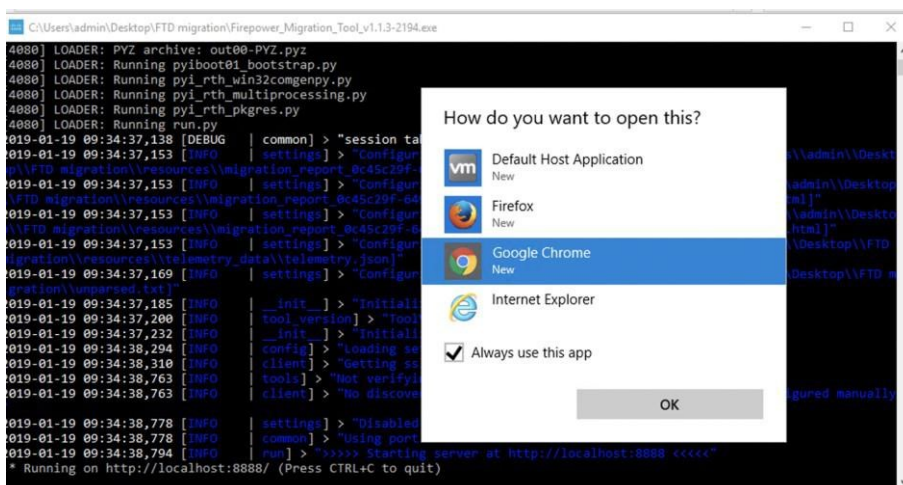 C:\Users\admin\Desktop\FTD migration\Firepower_Migration_Tool_v1.1.3-2194.exe
4080] LOADER: PYZ archive: out00-PYZ.pyz
4080] LOADER: Running pyiboot01_bootstrap.py
4080] LOADER: Running pyi_rth_win32comgenpy.py
4080] LOADER: Running pyi_rth_multiprocessing.py
4080] LOADER: Running pyi_rth_pkgres.py
4080] LOADER: Running run.py
2019-01-19 09:34:37,138 [DEBUG | common] > "session ta
2019-01-19 09:34:37,153 [INFO | settings] > "Configur \\admin\\Deskt
p\\FTD migration\\resources\\migration_report_0c45c29f-
2019-01-19 09:34:37,153 [INFO | settings] > "Configur \admin\\Desktop
\\FTD migration\\resources\\migration_report_0c45c29f-64 ml]"
2019-01-19 09:34:37,153 [INFO | settings] > "Configur \\admin\\Deskto
\\FTD migration\\resources\\migration_report_0c45c29f-6 html]"
2019-01-19 09:34:37,153 [INFO | settings] > "Configur \\Desktop\\FTD
igration\\resources\\telemetry_data\\telemetry.json]"
2019-01-19 09:34:37,169 [INFO | settings] > "Configur Desktop\\FTD m
gration\\unparsed.txt]"
2019-01-19 09:34:37,185 [INFO | __init__] > "Initiali
2019-01-19 09:34:37,200 [INFO | tool_version] > "Tool
2019-01-19 09:34:37,232 [INFO | __init__] > "Initiali
2019-01-19 09:34:38,294 [INFO | config] > "Loading se
2019-01-19 09:34:38,310 [INFO | client] > "Getting ss
2019-01-19 09:34:38,763 [INFO | tools] > "Not verifyi
2019-01-19 09:34:38,763 [INFO | client] > "No discove gured manually
2019-01-19 09:34:38,778 [INFO | settings] > "Disabled
2019-01-19 09:34:38,778 [INFO | common] > "Using port
2019-01-19 09:34:38,794 [INFO | run] > ">>>>> Starting server at http://localhost:8888 <<<<<"
* Running on http://localhost:8888/ (Press CTRL+C to quit)
How do you want to open this?
vm
Default Host Application
New
Firefox
New
Google Chrome
New
Internet Explorer
Always use this app
OK